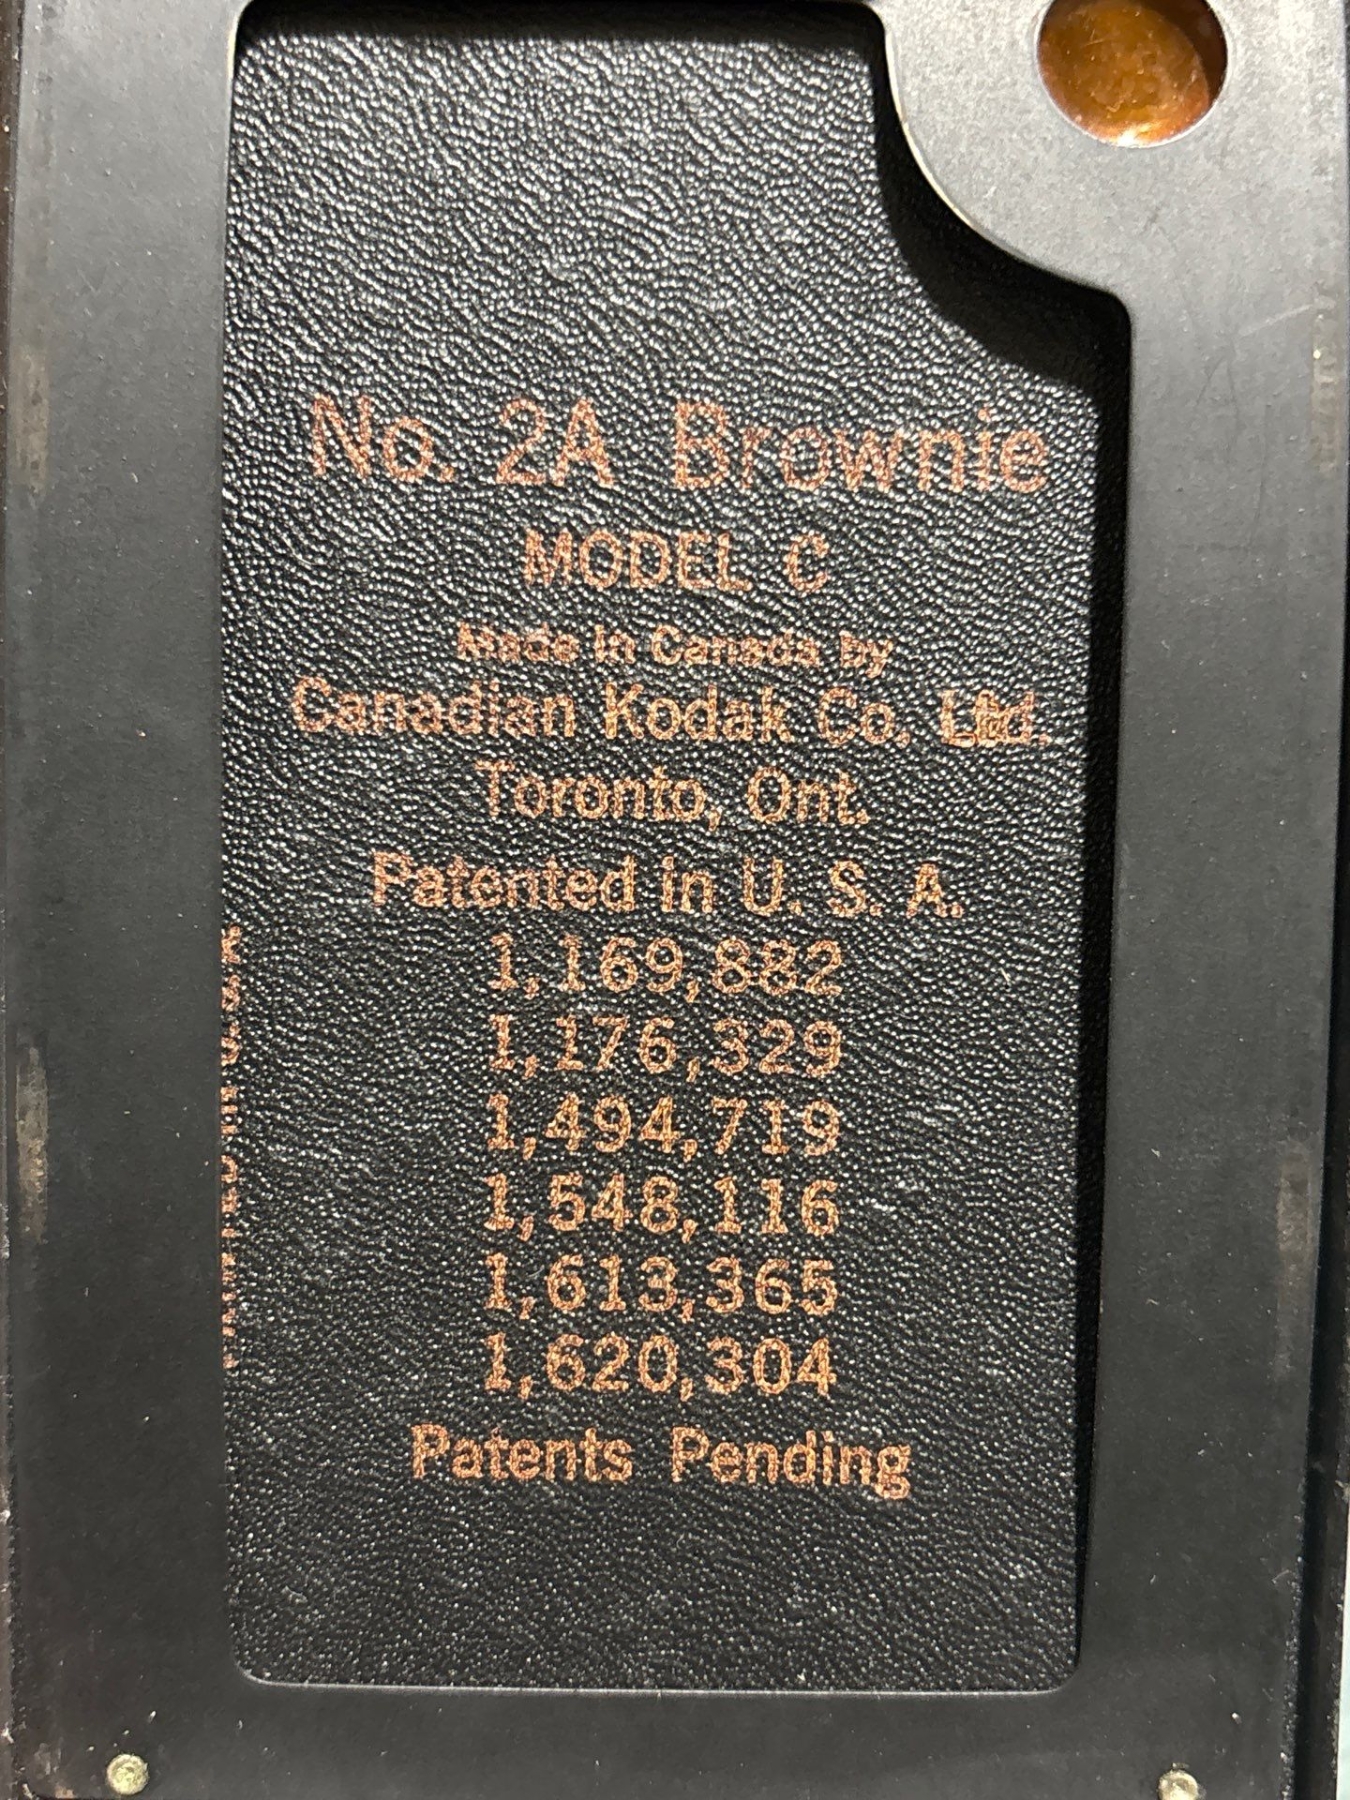 No. 2A Brownie
MODEL C
Made in Canada by
Canadian Kodak Co. Ltd.
Toronto, Ont.
Patented in U. S. A.
1,169,882
1,176,329
1,494,719
1,548,116
1,613,365
1,620,304
Patents Pending